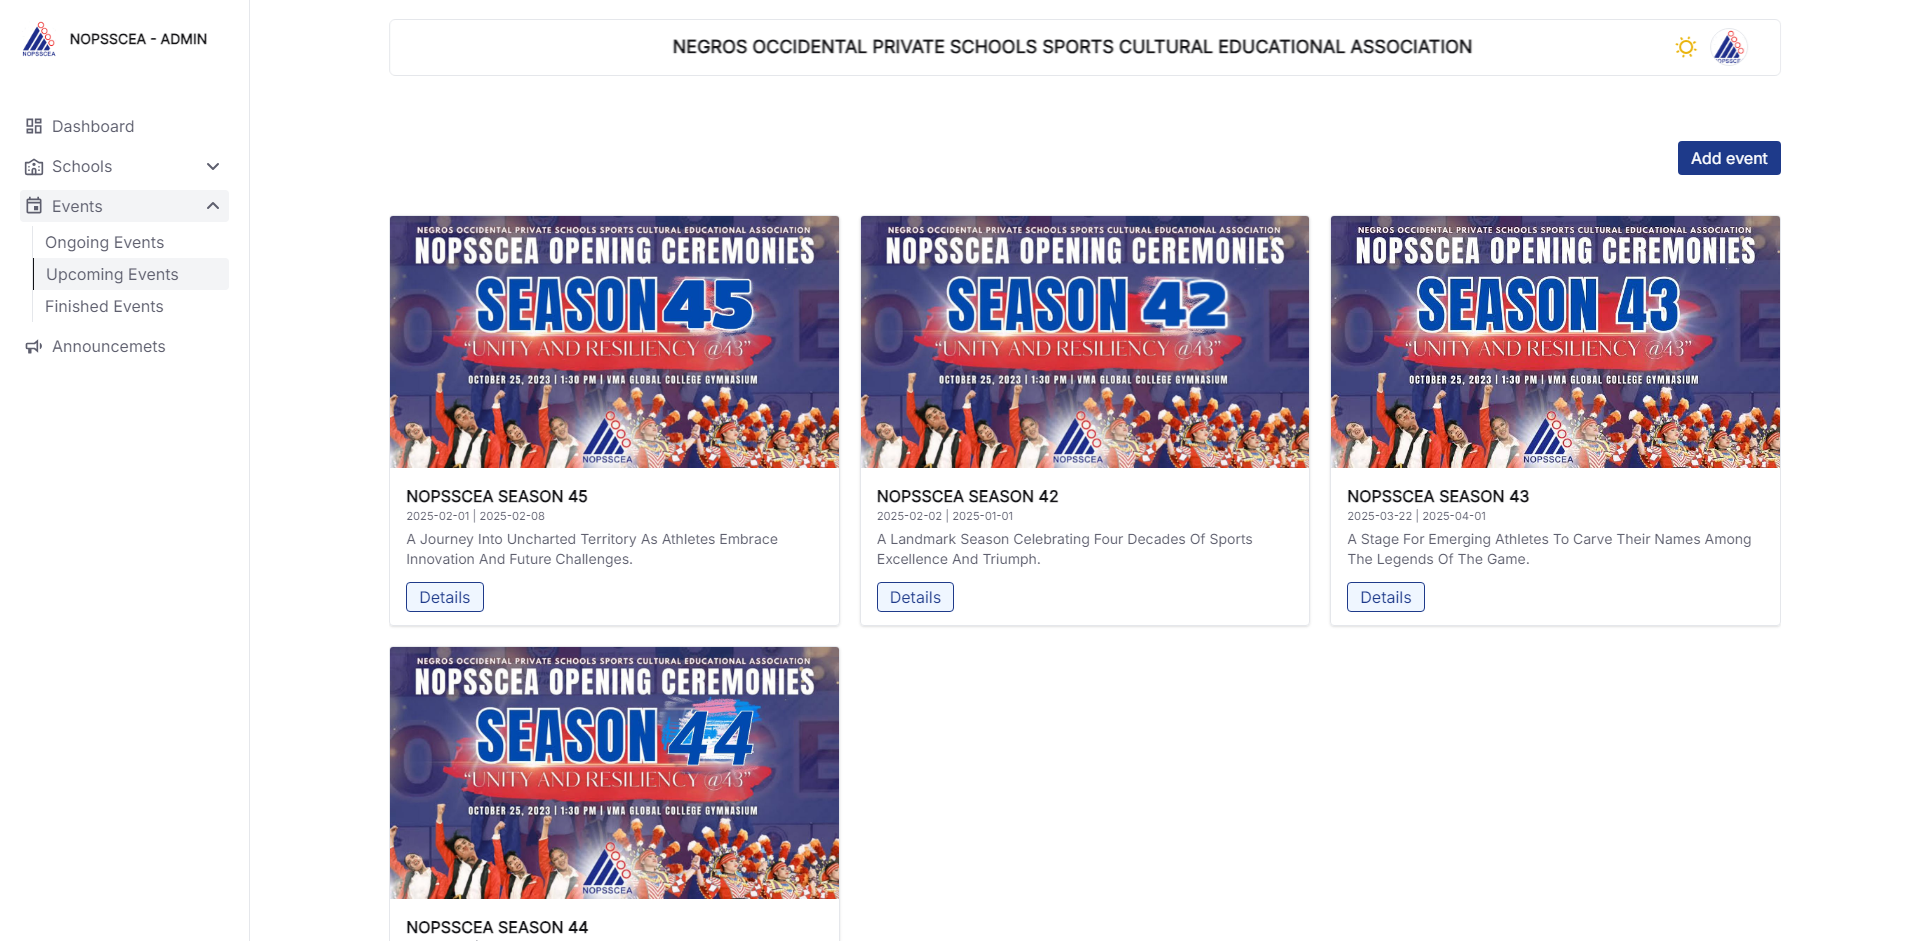 NOPSSCEA
NOPSSCEA - ADMIN
NEGROS OCCIDENTAL PRIVATE SCHOOLS SPORTS CULTURAL EDUCATIONAL ASSOCIATION
Dashboard
Schools
Events
Ongoing Events
Upcoming Events
Finished Events
Announcemets
Add event
NEGROS OCCIDENTAL PRIVATE SCHOOLS SPORTS CULTURAL EDUCATIONAL ASSOCIATION
NOPSSCEA OPENING CEREMONIES
SEASON 45
"UNITY AND RESILIENCY @43"
OCTOBER 25, 2023 | 1:30 PM | VMA GLOBAL COLLEGE GYMNASIUM
NOPSSCEA
NOPSSCEA SEASON 45
2025-02-01 | 2025-02-08
A Journey Into Uncharted Territory As Athletes Embrace
Innovation And Future Challenges.
Details
NEGROS OCCIDENTAL PRIVATE SCHOOLS SPORTS CULTURAL EDUCATIONAL ASSOCIATION
NOPSSCEA OPENING CEREMONIES
SEASON 42
"UNITY AND RESILIENCY @43"
OCTOBER 25, 2023 | 1:30 PM | VMA GLOBAL COLLEGE GYMNASIUM
NOPSSCEA
NOPSSCEA SEASON 42
2025-02-02 | 2025-01-01
A Landmark Season Celebrating Four Decades Of Sports
Excellence And Triumph.
Details
NEGROS OCCIDENTAL PRIVATE SCHOOLS SPORTS CULTURAL EDUCATIONAL ASSOCIATION
NOPSSCEA OPENING CEREMONIES
SEASON 43
"UNITY AND RESILIENCY @43"
OCTOBER 25, 2023 | 1:30 PM | VMA GLOBAL COLLEGE GYMNASIUM
NOPSSCEA
NOPSSCEA SEASON 43
2025-03-22 | 2025-04-01
A Stage For Emerging Athletes To Carve Their Names Among
The Legends Of The Game.
Details
NEGROS OCCIDENTAL PRIVATE SCHOOLS SPORTS CULTURAL EDUCATIONAL ASSOCIATION
NOPSSCEA OPENING CEREMONIES
SEASON 44
"UNITY AND RESILIENCY @43"
OCTOBER 25, 2023 | 1:30 PM | VMA GLOBAL COLLEGE GYMNASIUM
NOPSSCEA
NOPSSCEA SEASON 44